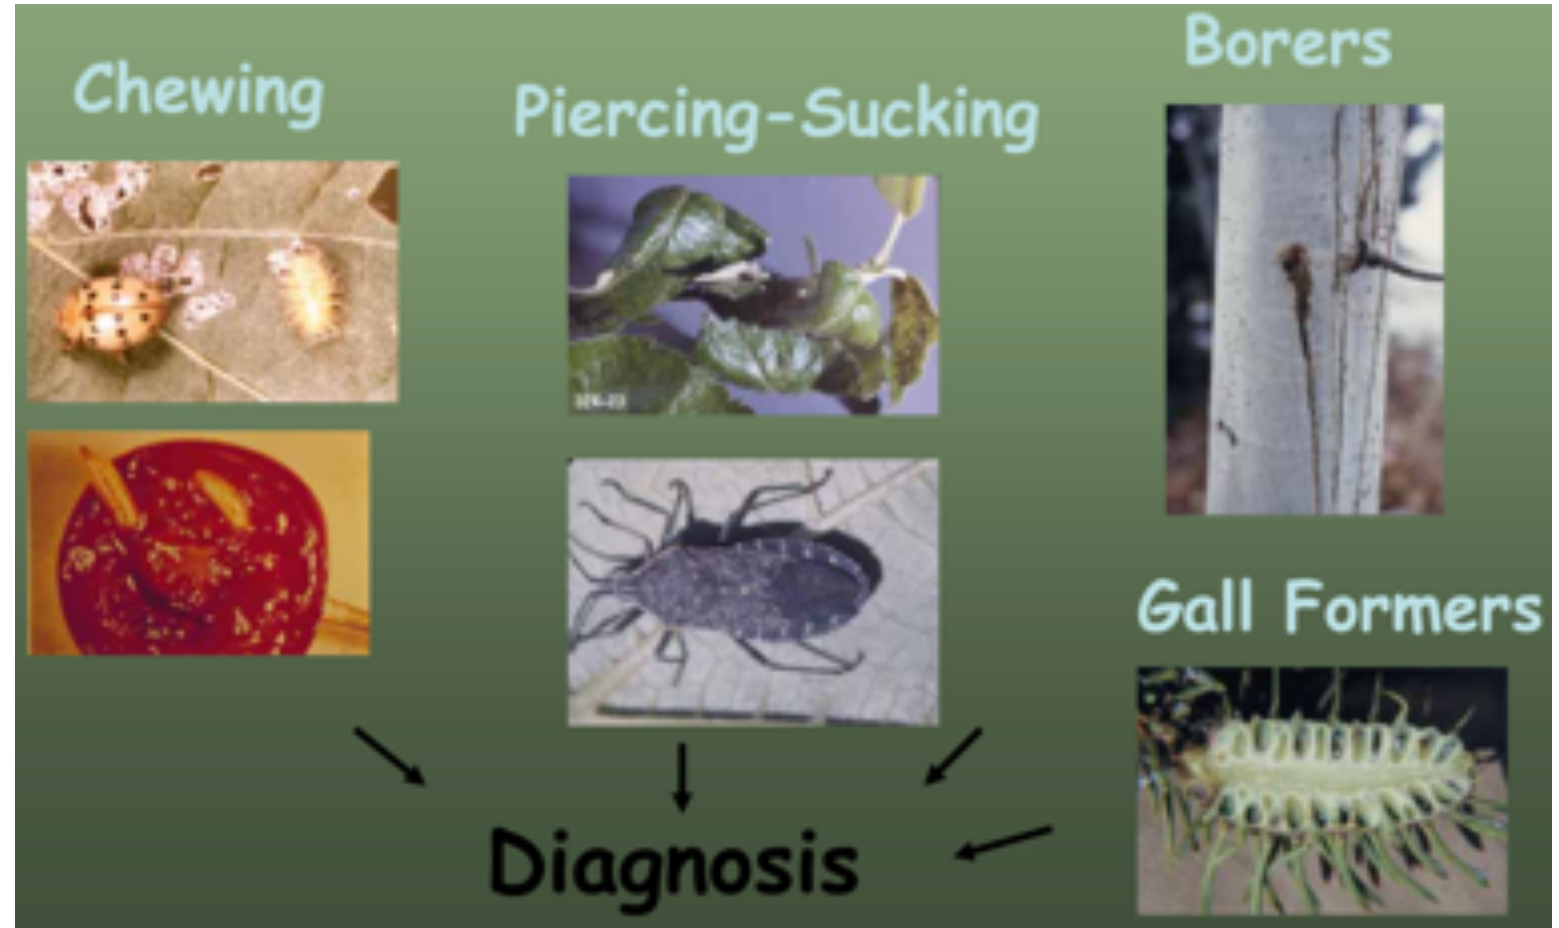 Chewing
Piercing-Sucking
Borers
Gall Formers
Diagnosis